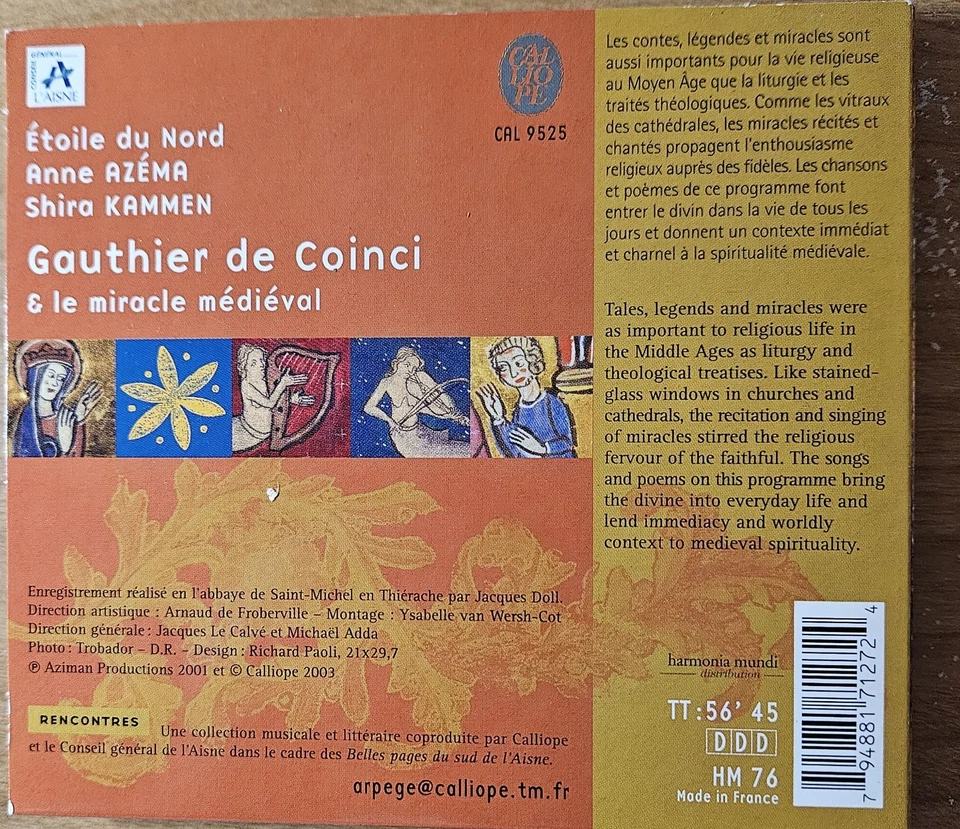 CONSEIL GÉNÉRAL
L'AISNE
CAL
LIO
PE
CAL 9525
Étoile du Nord
Anne AZÉMA
Shira KAMMEN
Gauthier de Coinci
& le miracle médiéval
Enregistrement réalisé en l'abbaye de Saint-Michel en Thiérache par Jacques Doll.
Direction artistique : Arnaud de Froberville – Montage : Ysabelle van Wersh-Cot
Direction générale : Jacques Le Calvé et Michaël Adda
Photo : Trobador – D.R. – Design : Richard Paoli, 21x29,7
℗ Aziman Productions 2001 et © Calliope 2003
RENCONTRES
Une collection musicale et littéraire coproduite par Calliope
et le Conseil général de l'Aisne dans le cadre des Belles pages du sud de l'Aisne.
arpege@calliope.tm.fr
Les contes, légendes et miracles sont
aussi importants pour la vie religieuse
au Moyen Âge que la liturgie et les
traités théologiques. Comme les vitraux
des cathédrales, les miracles récités et
chantés propagent l'enthousiasme
religieux auprès des fidèles. Les chansons
et poèmes de ce programme font
entrer le divin dans la vie de tous les
jours et donnent un contexte immédiat
et charnel à la spiritualité médiévale.
Tales, legends and miracles were
as important to religious life in
the Middle Ages as liturgy and
theological treatises. Like stained-
glass windows in churches and
cathedrals, the recitation and singing
of miracles stirred the religious
fervour of the faithful. The songs
and poems on this programme bring
the divine into everyday life and
lend immediacy and worldly
context to medieval spirituality.
harmonia mundi
distribution
TT : 56' 45
DDD
HM 76
Made in France
7 94881 71272 4